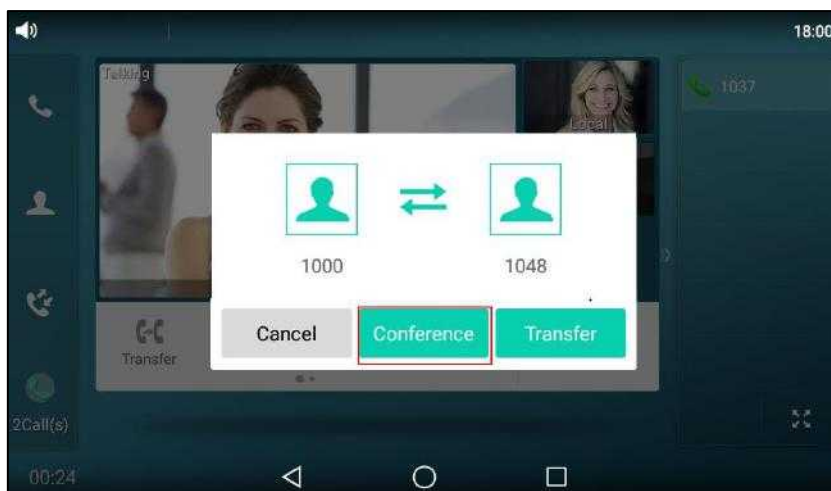 18:00
Talking
Local
1037
1000
1048
Cancel
Conference
Transfer
Transfer
2Call(s)
00:24